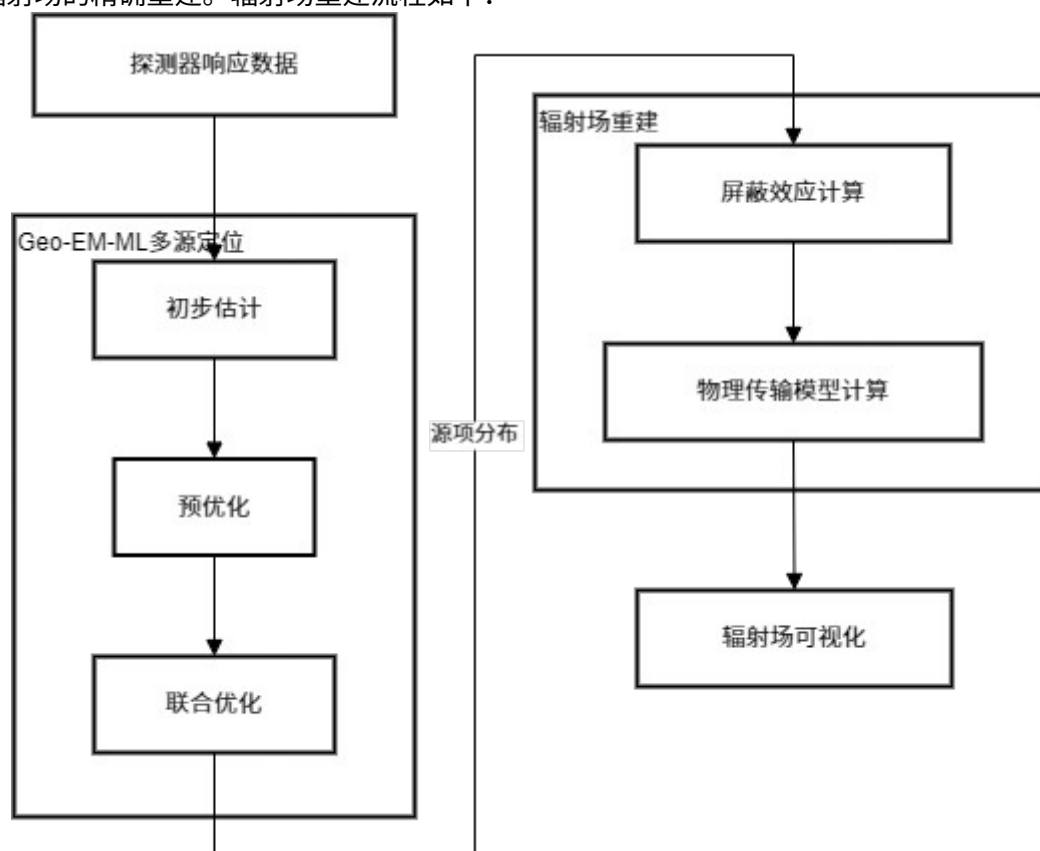 辐射场的精确重建。辐射场重建流程如下：
探测器响应数据
Geo-EM-ML多源定位
初步估计
预优化
联合优化
源项分布
辐射场重建
屏蔽效应计算
物理传输模型计算
辐射场可视化